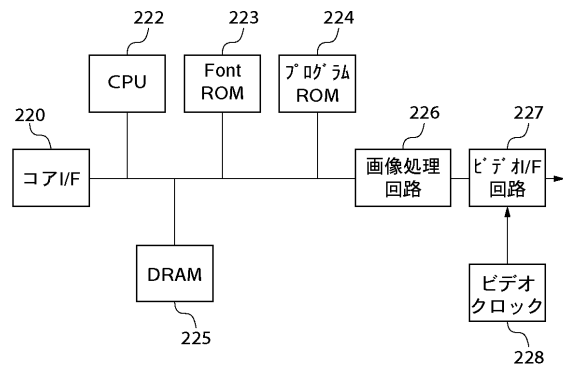 222
223
224
CPU
Font
ROM
プログラム
ROM
220
226
227
コアI/F
画像処理
回路
ビデオI/F
回路
DRAM
225
ビデオ
クロック
228